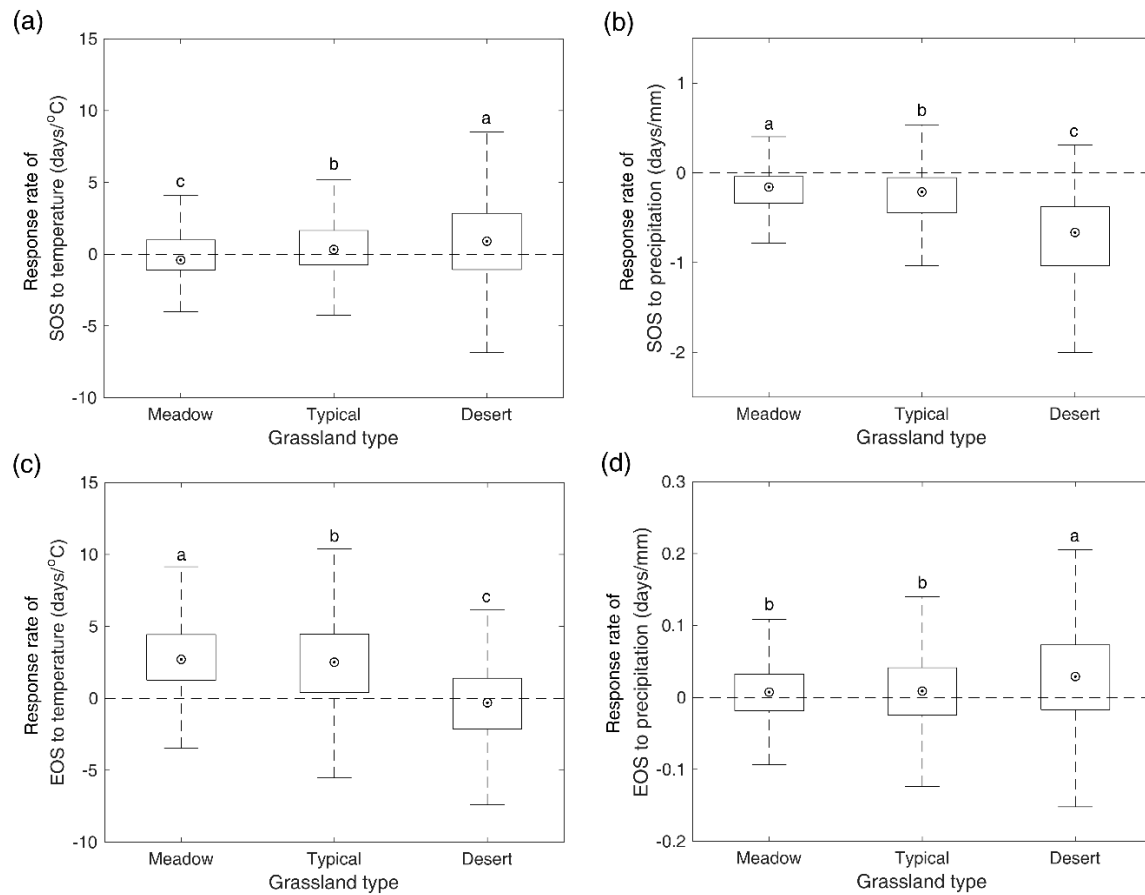 (a)
Response rate of
SOS to temperature (days/°C)
15
10
5
0
-5
-10
c
b
a
Meadow
Typical
Desert
Grassland type
(b)
Response rate of
SOS to precipitation (days/mm)
1
0
-1
-2
a
b
c
Meadow
Typical
Desert
Grassland type
(c)
Response rate of
EOS to temperature (days/°C)
15
10
5
0
-5
-10
a
b
c
Meadow
Typical
Desert
Grassland type
(d)
Response rate of
EOS to precipitation (days/mm)
0.3
0.2
0.1
0
-0.1
-0.2
b
b
a
Meadow
Typical
Desert
Grassland type